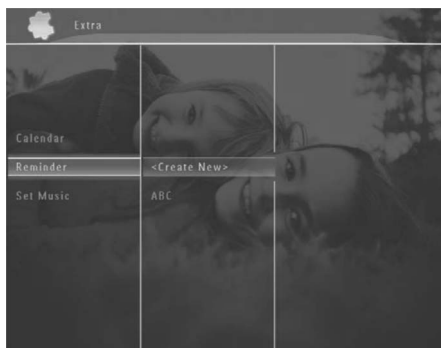 Extra
Calendar
Reminder
<Create New>
Set Music
ABC